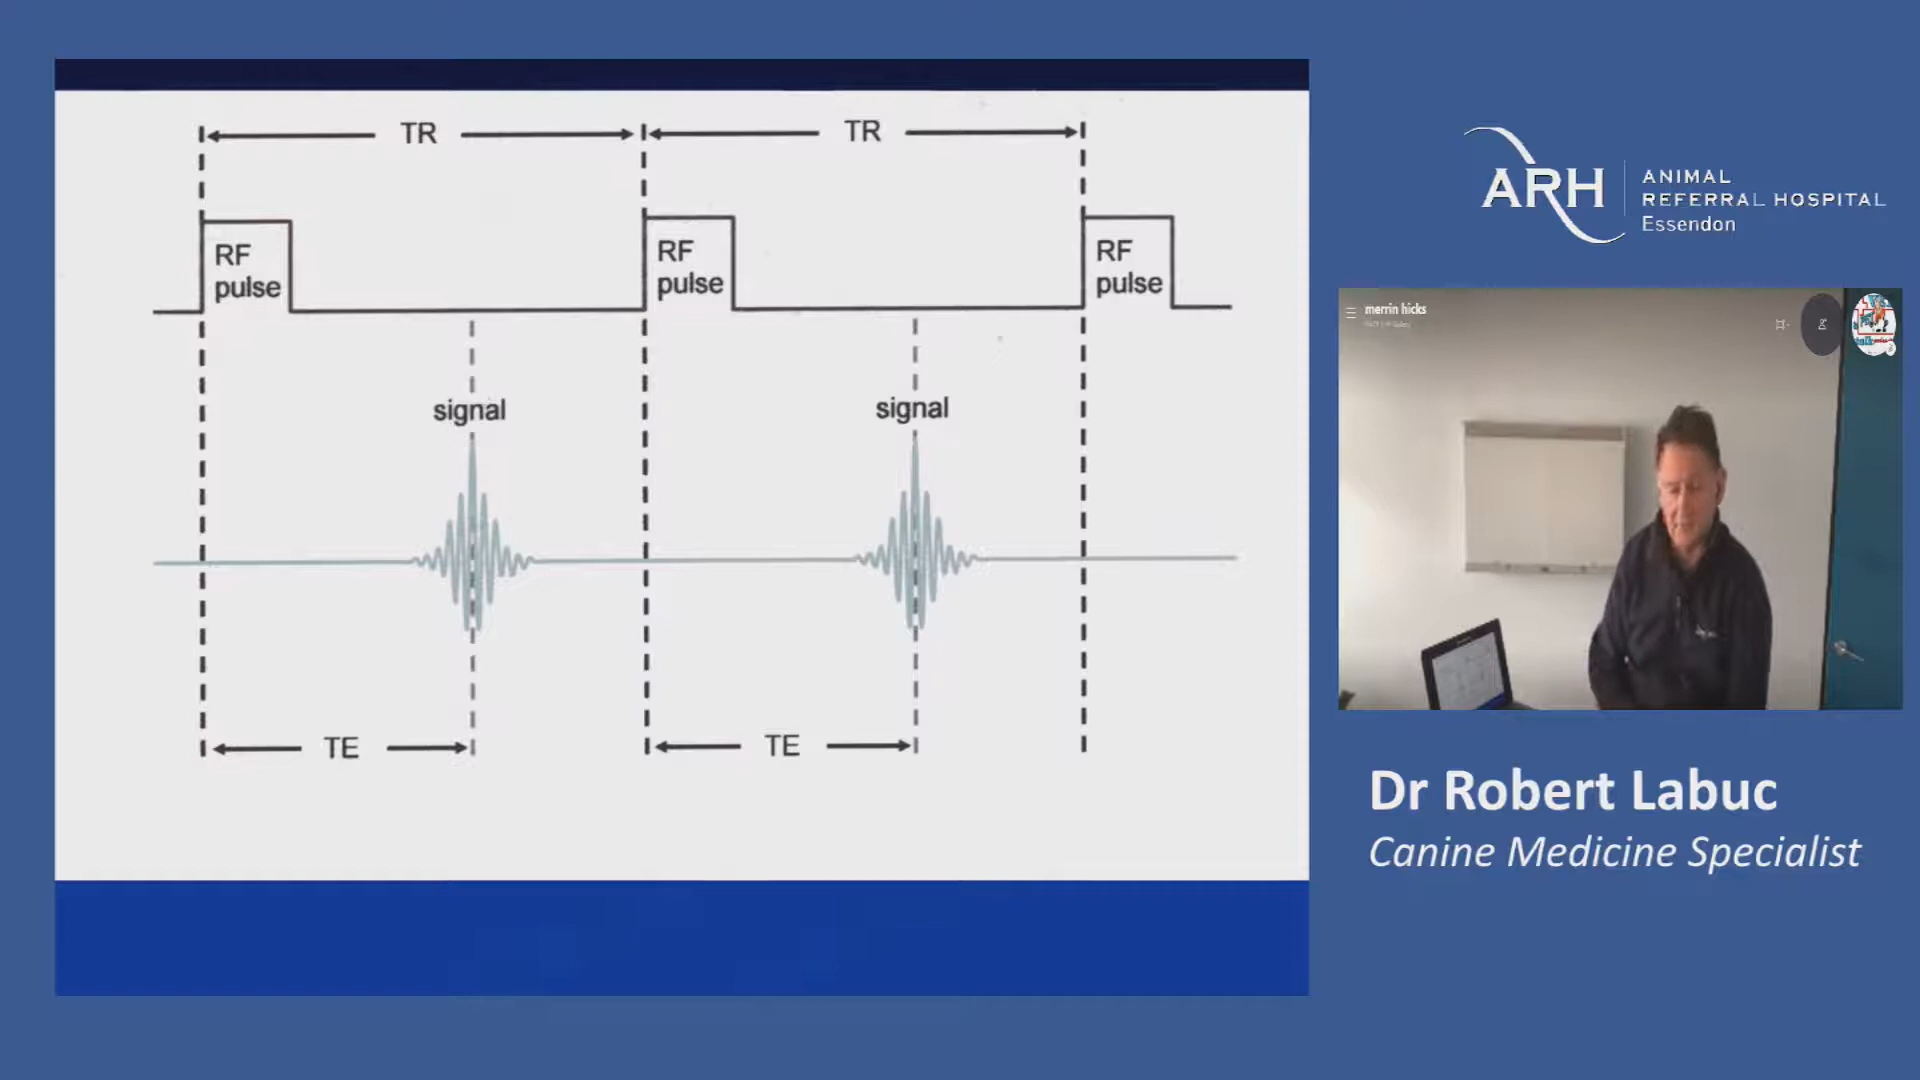 TR
TR
RF
pulse
RF
pulse
RF
pulse
signal
signal
TE
TE
ARH
ANIMAL
REFERRAL HOSPITAL
Essendon
merrin hicks
Dr Robert Labuc
Canine Medicine Specialist